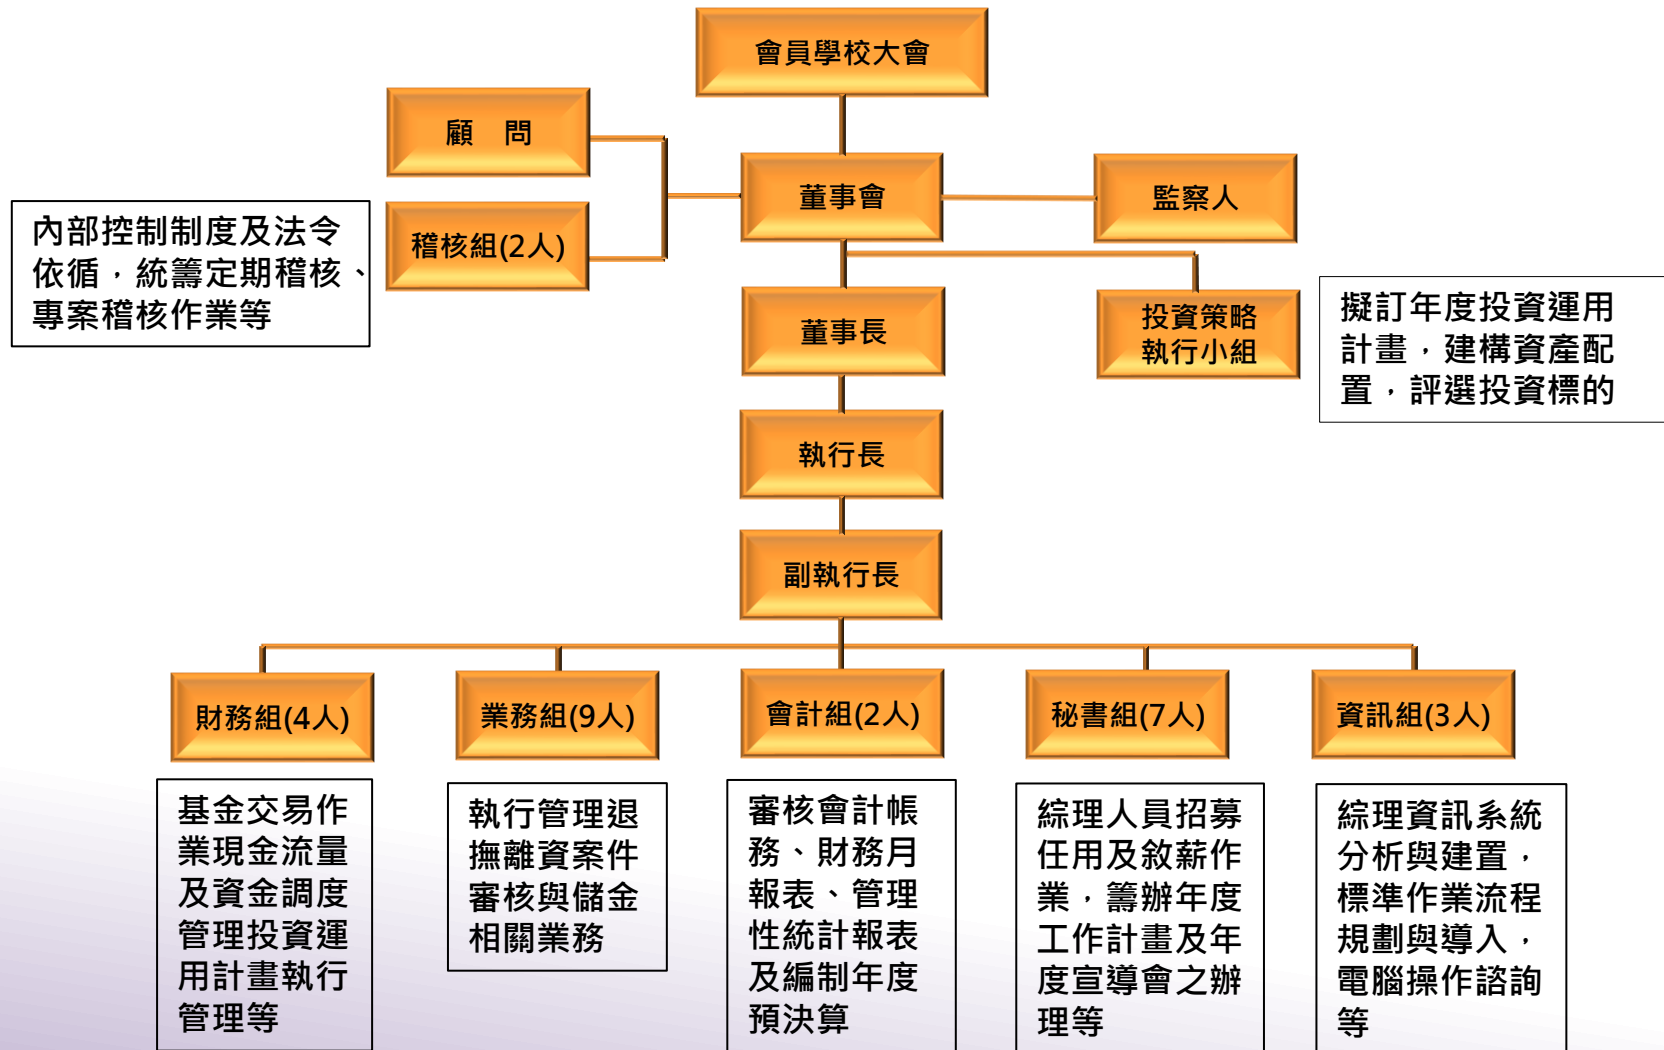 會員學校大會
顧　問
董事會
監察人
稽核組(2人)
內部控制制度及法令
依循，統籌定期稽核、
專案稽核作業等
董事長
投資策略
執行小組
擬訂年度投資運用
計畫，建構資產配
置，評選投資標的
執行長
副執行長
財務組(4人)
業務組(9人)
會計組(2人)
秘書組(7人)
資訊組(3人)
基金交易作
業現金流量
及資金調度
管理投資運
用計畫執行
管理等
執行管理退
撫離資案件
審核與儲金
相關業務
審核會計帳
務、財務月
報表、管理
性統計報表
及編制年度
預決算
綜理人員招募
任用及敘薪作
業，籌辦年度
工作計畫及年
度宣導會之辦
理等
綜理資訊系統
分析與建置，
標準作業流程
規劃與導入，
電腦操作諮詢
等